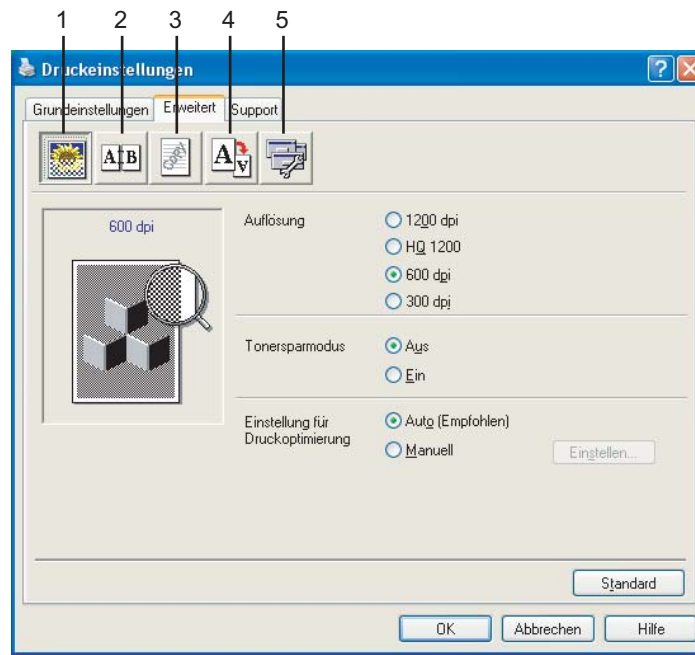 1 2 3 4 5
Druckeinstellungen
Grundeinstellungen Erweitert Support
A B COPY A A
600 dpi
Auflösung
1200 dpi
HQ 1200
600 dpi
300 dpi
Tonersparmodus
Aus
Ein
Einstellung für
Druckoptimierung
Auto (Empfohlen)
Manuell
Einstellen...
Standard
OK Abbrechen Hilfe